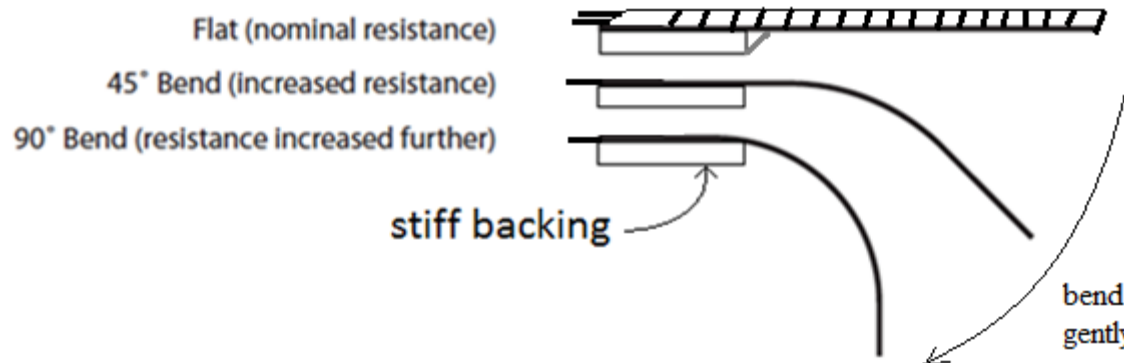 Flat (nominal resistance)
45° Bend (increased resistance)
90° Bend (resistance increased further)
stiff backing
bend
gently